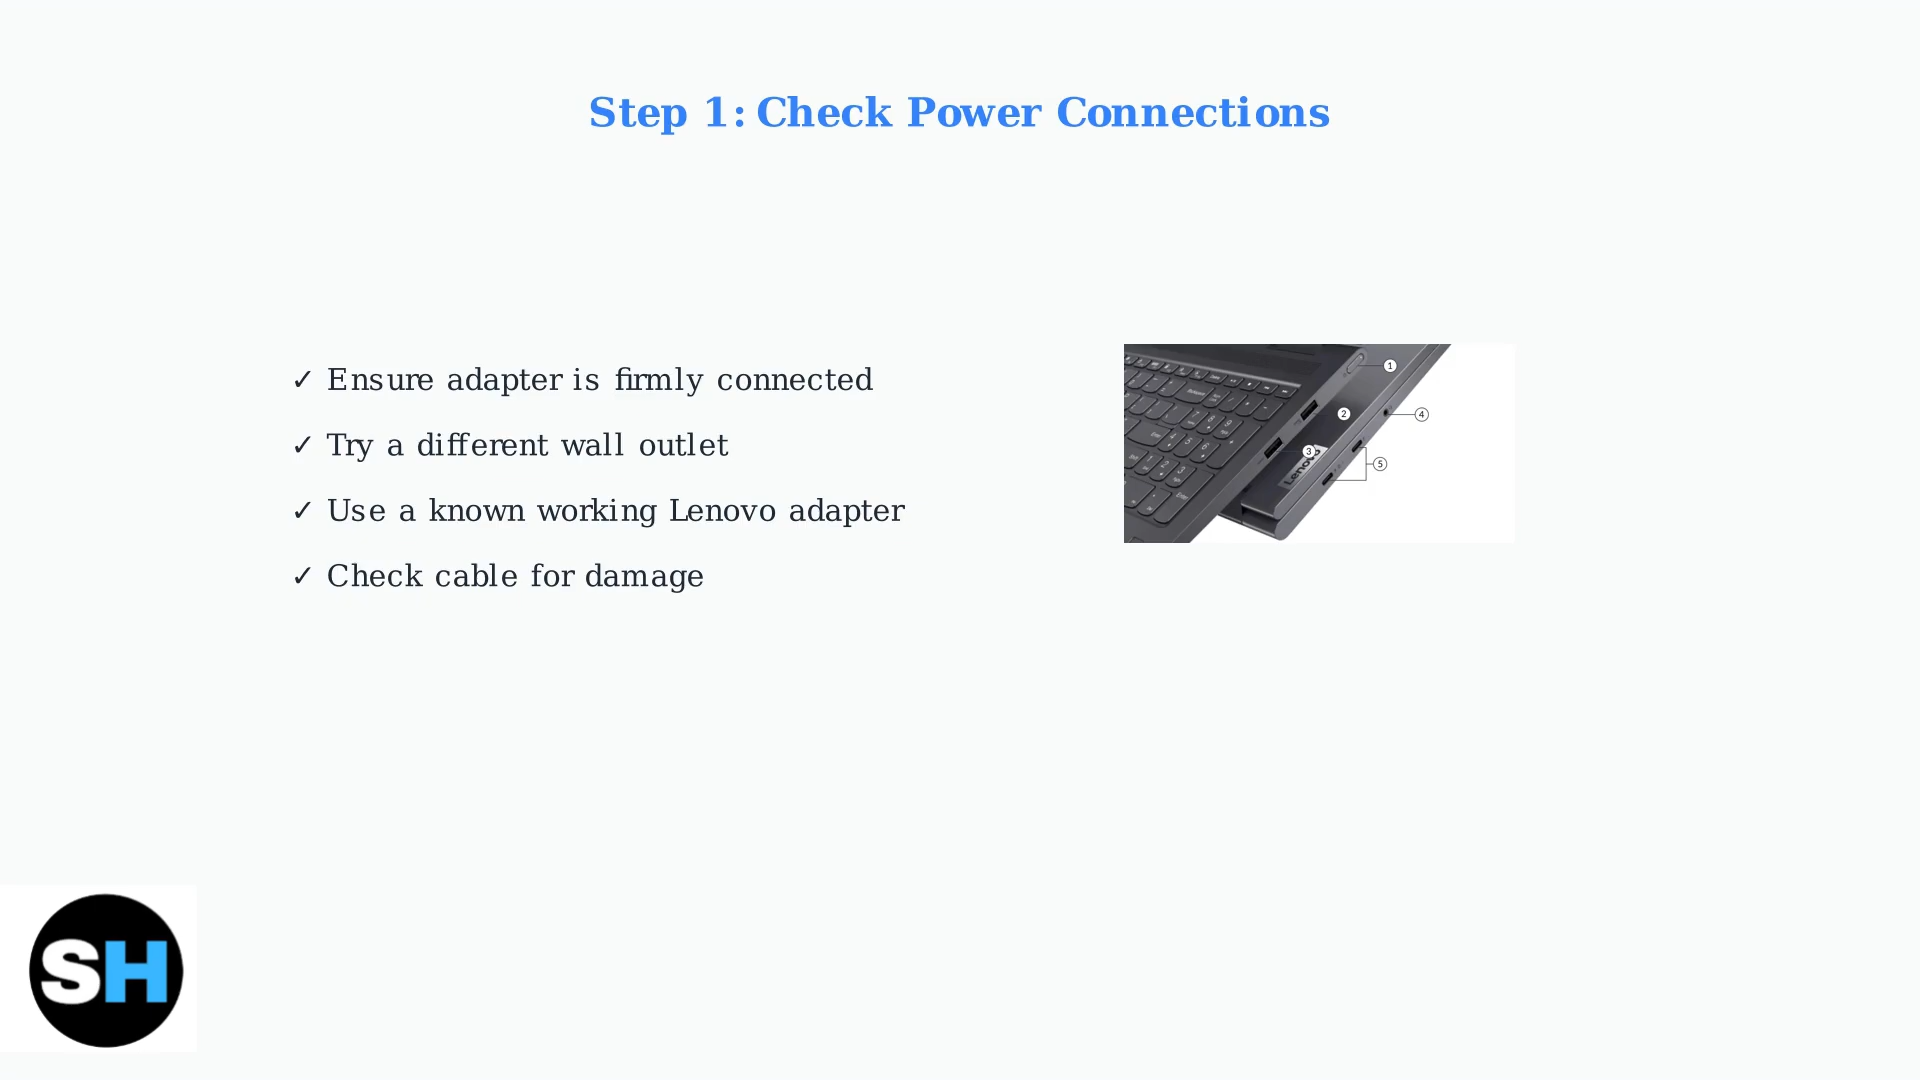 Step 1: Check Power Connections
✓ Ensure adapter is firmly connected
✓ Try a different wall outlet
✓ Use a known working Lenovo adapter
✓ Check cable for damage
1
2
3
4
5
Lenovo
SH